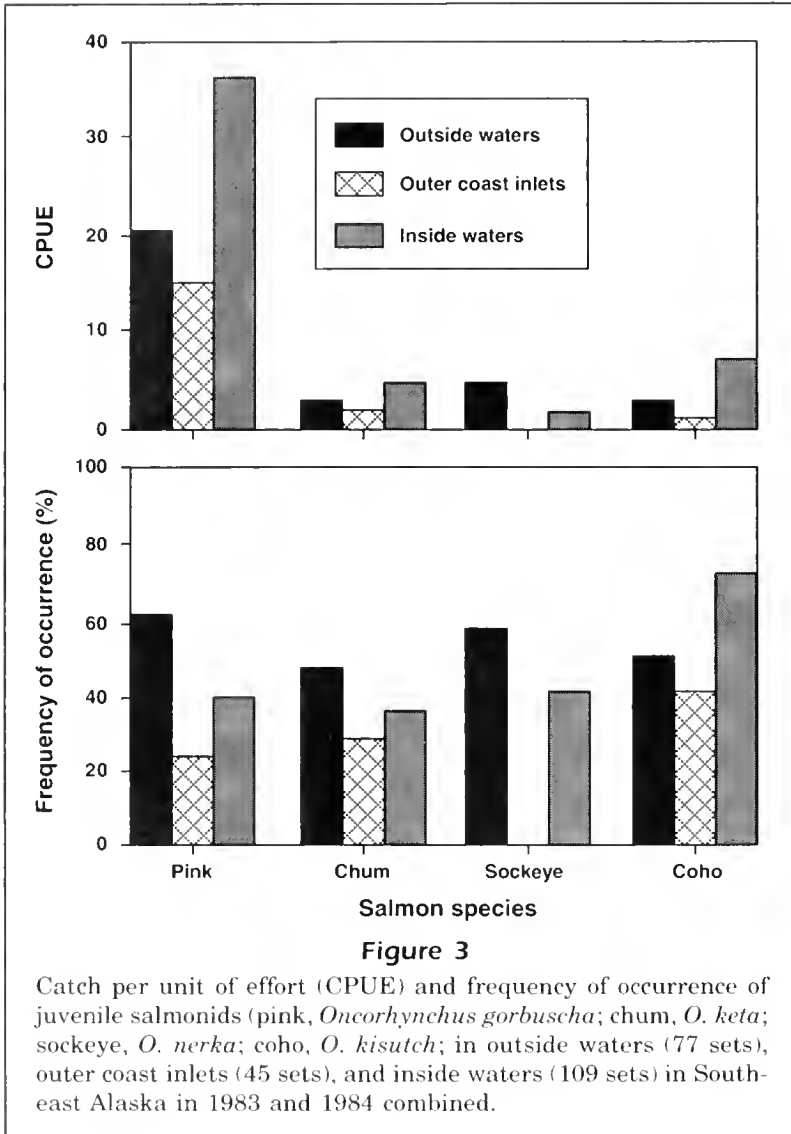 40
30
20
10
0
CPUE
Outside waters
Outer coast inlets
Inside waters
100
80
60
40
20
0
Frequency of occurrence (%)
Pink Chum Sockeye Coho
Salmon species
Figure 3
Catch per unit of effort (CPUE) and frequency of occurrence of
juvenile salmonids (pink, Oncorhynchus gorbuscha; chum, O. keta;
sockeye, O. nerka; coho, O. kisutch; in outside waters (77 sets),
outer coast inlets (45 sets), and inside waters (109 sets) in South-
east Alaska in 1983 and 1984 combined.